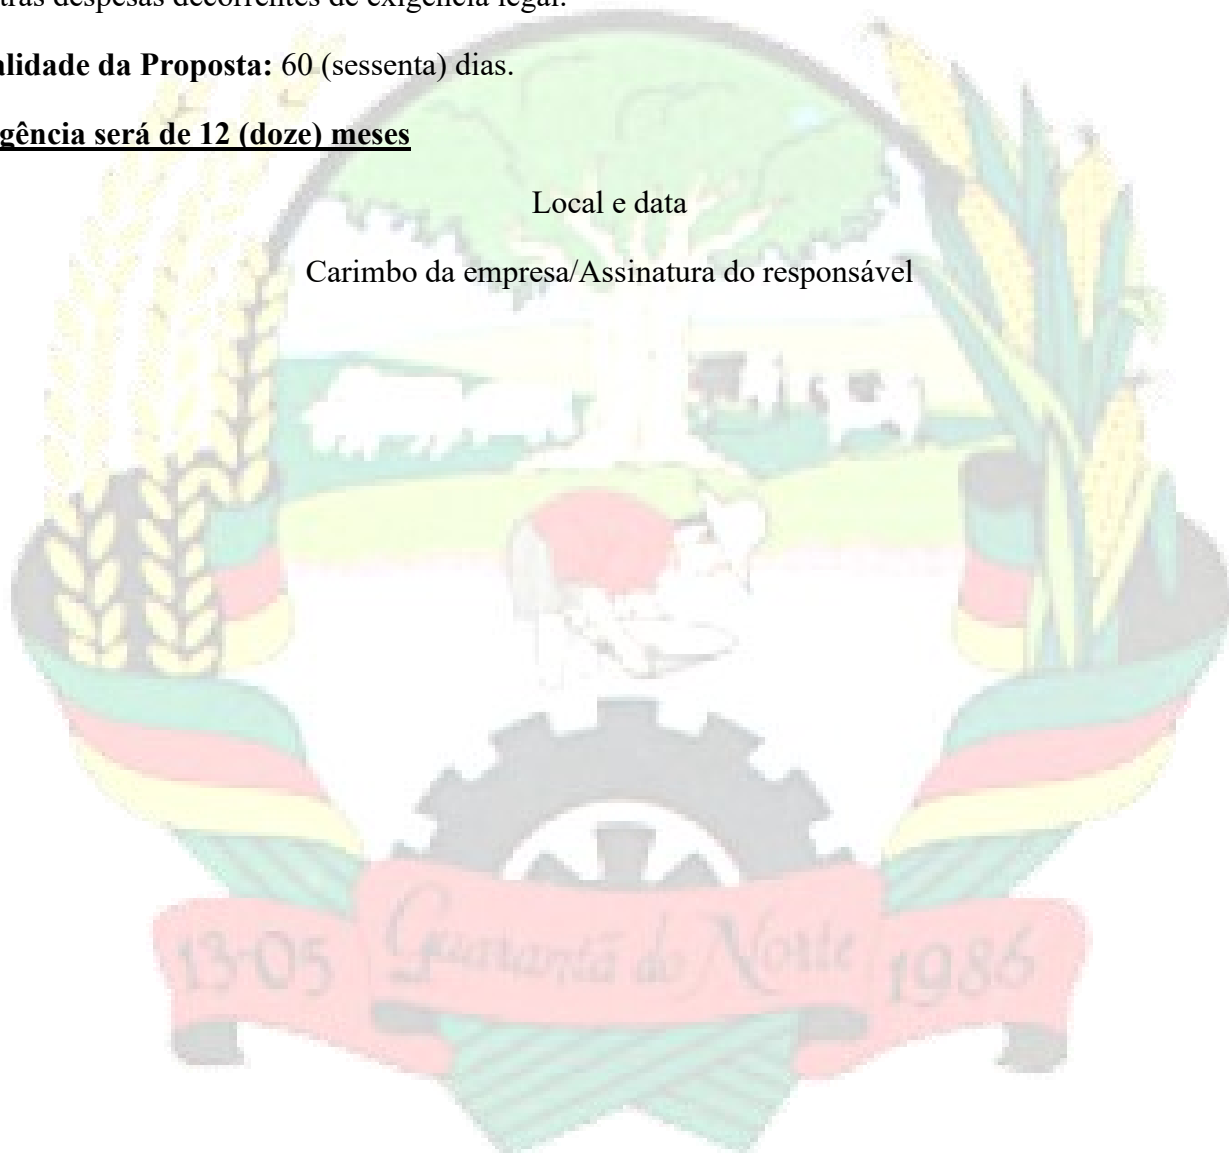 tras despesas decorrentes de exigência legal.
alidade da Proposta: 60 (sessenta) dias.
gência será de 12 (doze) meses
Local e data
Carimbo da empresa/Assinatura do responsável
13-05 Guarantã do Norte 1986